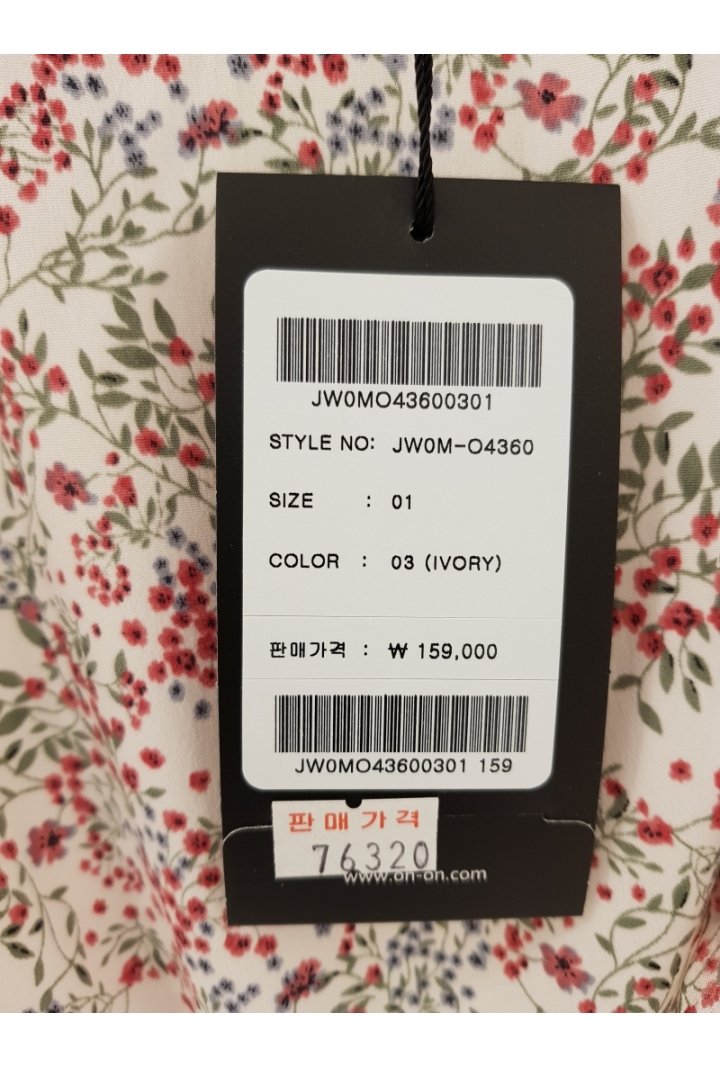 JW0MO43600301
STYLE NO: JW0M-O4360
SIZE : 01
COLOR : 03 (IVORY)
판매가격 : ₩ 159,000
JW0MO43600301 159
판매가격
76320
www.on-on.com